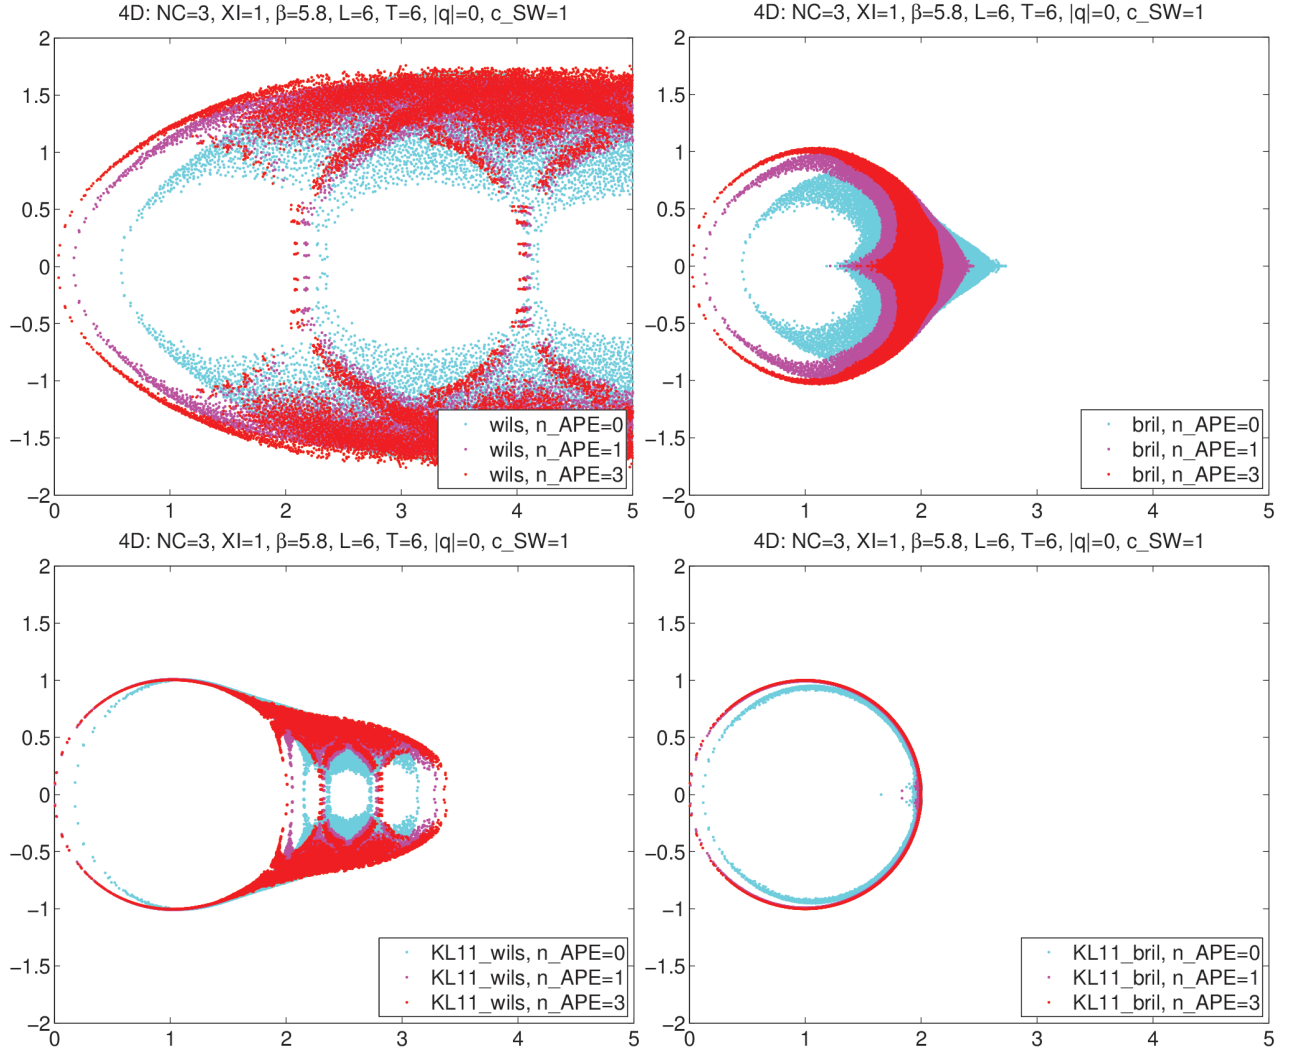 4D: NC=3, XI=1, β=5.8, L=6, T=6, |q|=0, c_SW=1
2
1.5
1
0.5
0
−0.5
−1
−1.5
−2
0 1 2 3 4 5
wils, n_APE=0
wils, n_APE=1
wils, n_APE=3
4D: NC=3, XI=1, β=5.8, L=6, T=6, |q|=0, c_SW=1
2
1.5
1
0.5
0
−0.5
−1
−1.5
−2
0 1 2 3 4 5
bril, n_APE=0
bril, n_APE=1
bril, n_APE=3
4D: NC=3, XI=1, β=5.8, L=6, T=6, |q|=0, c_SW=1
2
1.5
1
0.5
0
−0.5
−1
−1.5
−2
0 1 2 3 4 5
KL11_wils, n_APE=0
KL11_wils, n_APE=1
KL11_wils, n_APE=3
4D: NC=3, XI=1, β=5.8, L=6, T=6, |q|=0, c_SW=1
2
1.5
1
0.5
0
−0.5
−1
−1.5
−2
0 1 2 3 4 5
KL11_bril, n_APE=0
KL11_bril, n_APE=1
KL11_bril, n_APE=3